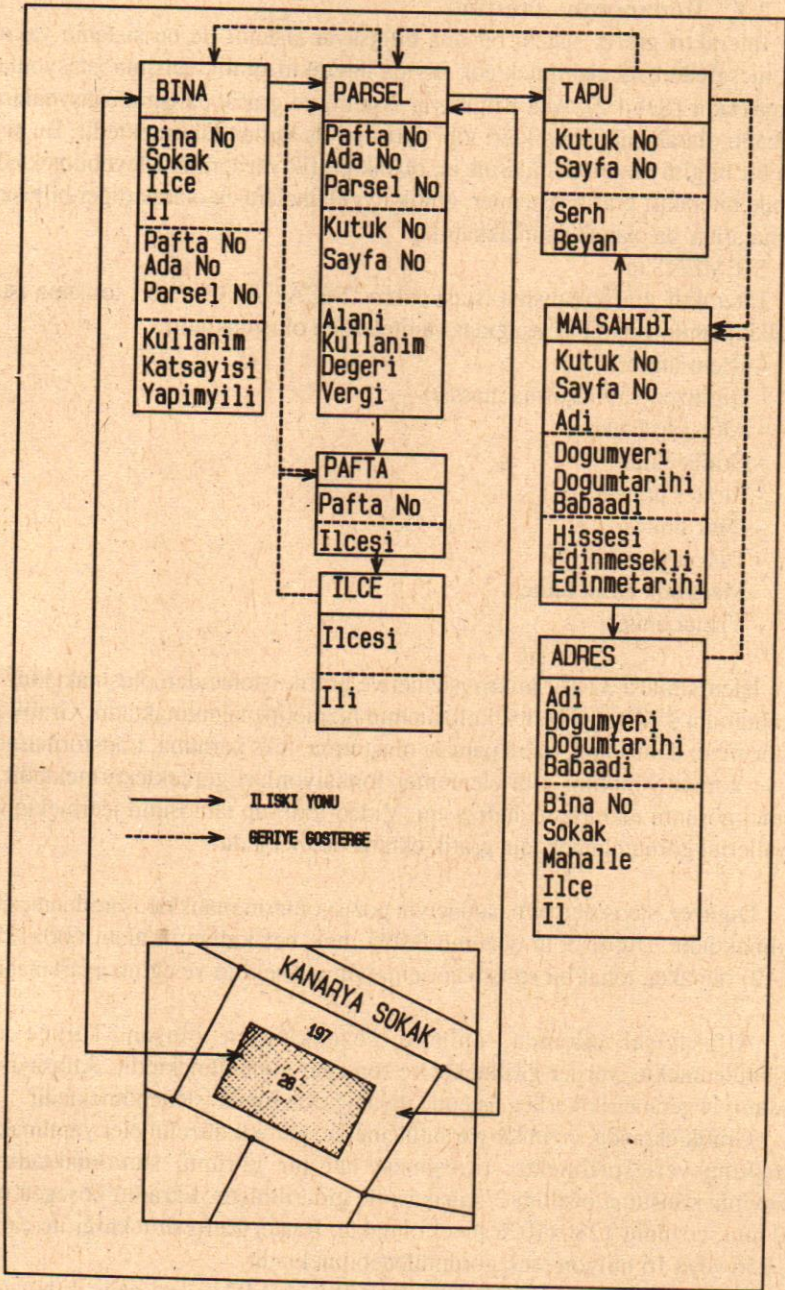 BINA
Bina No
Sokak
Ilce
Il
Pafta No
Ada No
Parsel No
Kullanim
Katsayisi
Yapimyili
PARSEL
Pafta No
Ada No
Parsel No
Kutuk No
Sayfa No
Alani
Kullanim
Degeri
Vergi
PAFTA
Pafta No
Ilcesi
ILCE
Ilcesi
Ili
TAPU
Kutuk No
Sayfa No
Serh
Beyan
MALSAHIBI
Kutuk No
Sayfa No
Adi
Dogumyeri
Dogumtarihi
Babaadi
Hissesi
Edinmesekli
Edinmetarihi
ADRES
Adi
Dogumyeri
Dogumtarihi
Babaadi
Bina No
Sokak
Mahalle
Ilce
Il
ILISKI YONU
GERIYE GOSTERGE
KANARYA SOKAK
197
28